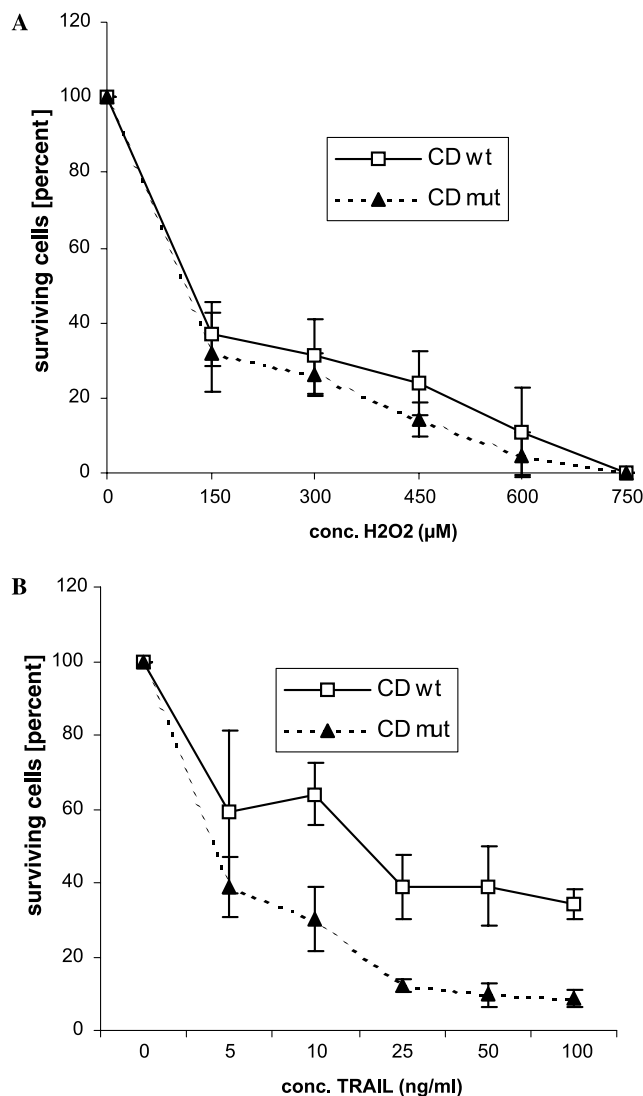 A
120
100
80
60
40
20
0
surviving cells [percent ]
CD wt
CD mut
0 150 300 450 600 750
conc. H2O2 (µM)
B
120
100
80
60
40
20
0
surviving cells [percent]
CD wt
CD mut
0 5 10 25 50 100
conc. TRAIL (ng/ml)